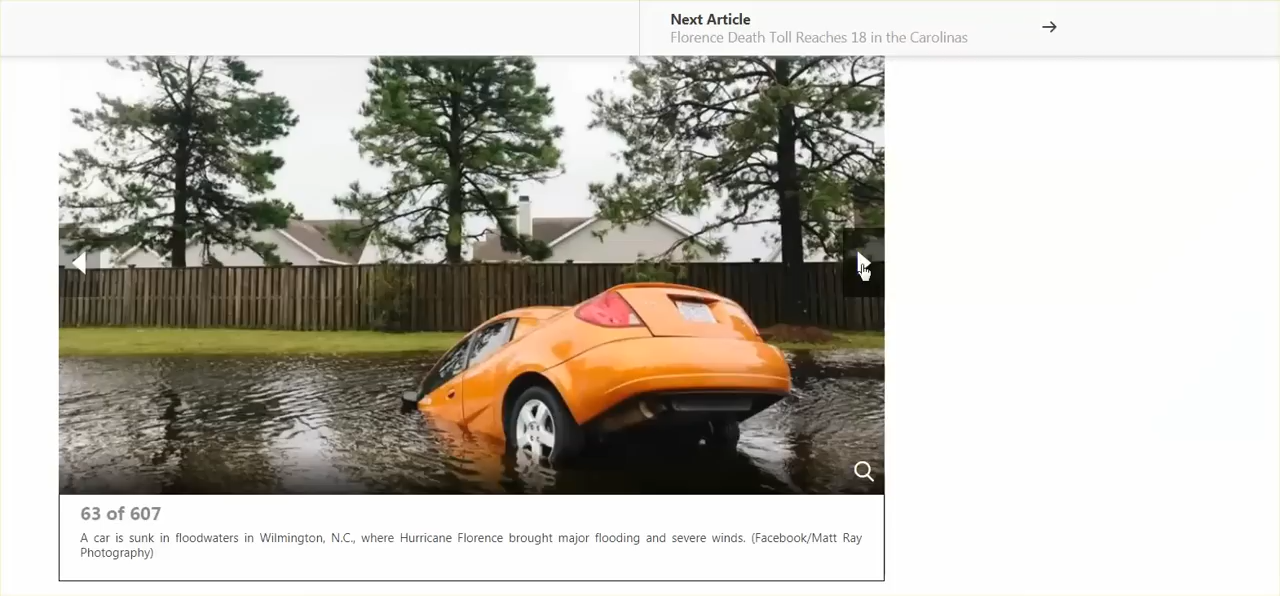 Next Article
Florence Death Toll Reaches 18 in the Carolinas
63 of 607
A car is sunk in floodwaters in Wilmington, N.C., where Hurricane Florence brought major flooding and severe winds. (Facebook/Matt Ray
Photography)